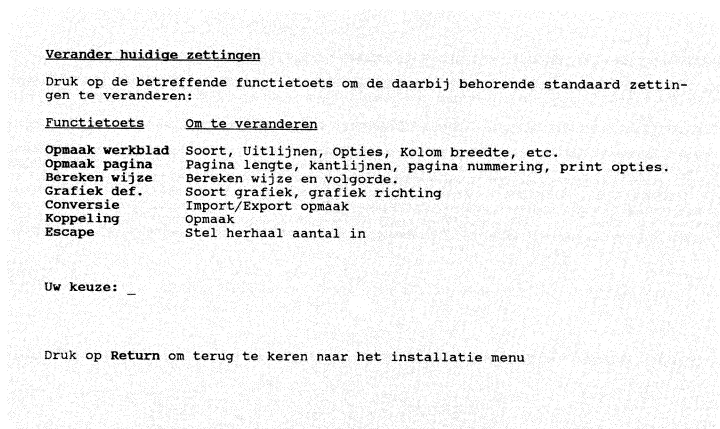 Verander huidige zettingen
Druk op de betreffende functietoets om de daarbij behorende standaard zettin-
gen te veranderen:
Functietoets Om te veranderen
Opmaak werkblad Soort, Uitlijnen, Opties, Kolom breedte, etc.
Opmaak pagina Pagina lengte, kantlijnen, pagina nummering, print opties.
Bereken wijze Bereken wijze en volgorde.
Grafiek def. Soort grafiek, grafiek richting
Conversie Import/Export opmaak
Koppeling Opmaak
Escape Stel herhaal aantal in
Uw keuze: _
Druk op Return om terug te keren naar het installatie menu